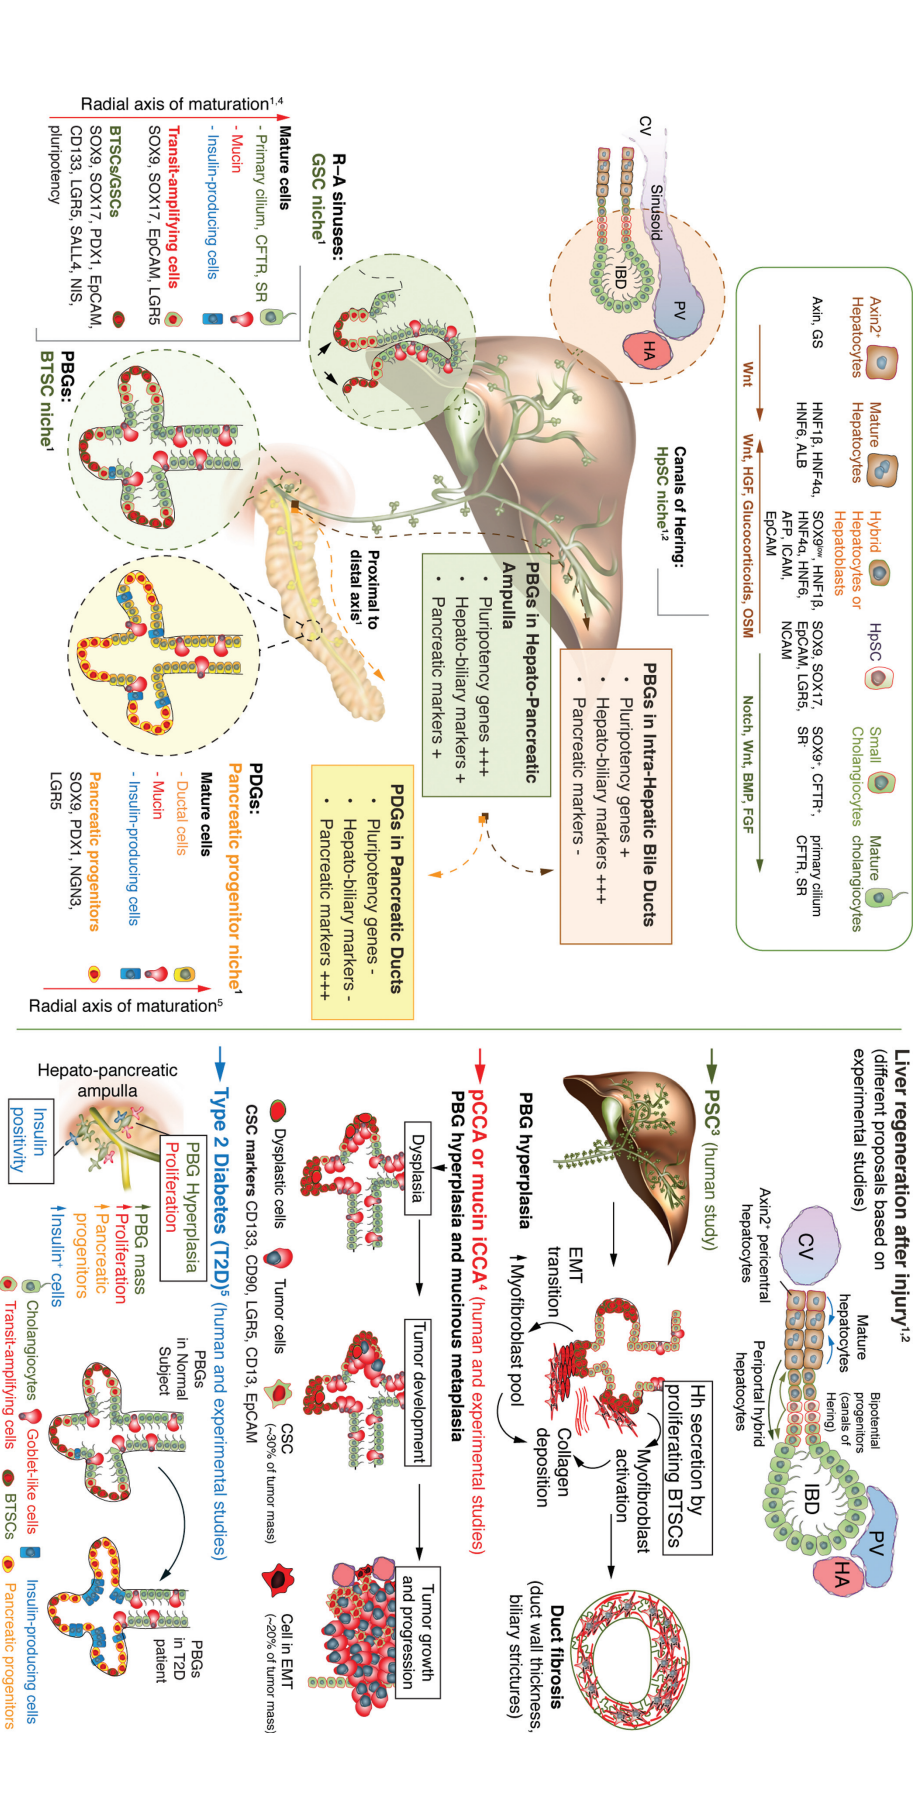 Axin2⁺
Hepatocytes
Axin, GS
Mature
Hepatocytes
HNF1β, HNF4α,
HNF6, ALB
Hybrid
Hepatocytes or
Hepatoblasts
SOX9ˡᵒʷ, HNF1β,
HNF4α, HNF6,
AFP, ICAM,
EpCAM
HpSC
SOX9, SOX17,
EpCAM, LGR5,
NCAM
Small
Cholangiocytes
SOX9⁺, CFTR⁺,
SR⁻
Mature
cholangiocytes
primary cilium
CFTR, SR
Wnt
Wnt, HGF, Glucocorticoids, OSM
Notch, Wnt, BMP, FGF
CV
Sinusoid
PV
IBD
HA
Canals of Hering:
HpSC niche¹,²
R–A sinuses:
GSC niche¹
Radial axis of maturation¹,⁴
Mature cells
- Primary cilium, CFTR, SR
- Mucin
- Insulin-producing cells
Transit-amplifying cells
SOX9, SOX17, EpCAM, LGR5
BTSCs/GSCs
SOX9, SOX17, PDX1, EpCAM,
CD133, LGR5, SALL4, NIS,
pluripotency
PBGs:
BTSC niche¹
Proximal to
distal axis¹
PBGs in Intra-Hepatic Bile Ducts
• Pluripotency genes +
• Hepato-biliary markers +++
• Pancreatic markers -
PBGs in Hepato-Pancreatic
Ampulla
• Pluripotency genes +++
• Hepato-biliary markers +
• Pancreatic markers +
PDGs in Pancreatic Ducts
• Pluripotency genes -
• Hepato-biliary markers -
• Pancreatic markers +++
PDGs:
Pancreatic progenitor niche¹
Mature cells
- Ductal cells
- Mucin
- Insulin-producing cells
Pancreatic progenitors
SOX9, PDX1, NGN3,
LGR5
Radial axis of maturation⁵
Liver regeneration after injury¹,²
(different proposals based on
experimental studies)
CV
Axin2⁺ pericentral
hepatocytes
Mature
hepatocytes
Bipotential
progenitors
(canals of
Hering)
Periportal hybrid
hepatocytes
IBD
PV
HA
PSC³ (human study)
PBG hyperplasia
Hh secretion by
proliferating BTSCs
EMT
transition
↑Myofibroblast pool
Myofibroblast
activation
Collagen
deposition
Duct fibrosis
(duct wall thickness,
biliary strictures)
pCCA or mucin iCCA⁴ (human and experimental studies)
PBG hyperplasia and mucinous metaplasia
Dysplasia
Tumor development
Tumor growth
and progression
Dysplastic cells
Tumor cells
CSC
(~30% of tumor mass)
Cell in EMT
(~20% of tumor mass)
CSC markers CD133, CD90, LGR5, CD13, EpCAM
Type 2 Diabetes (T2D)⁵ (human and experimental studies)
Hepato-pancreatic
ampulla
PBG Hyperplasia
Proliferation
Insulin
positivity
↑PBG mass
↑Proliferation
↑Pancreatic
progenitors
↑Insulin⁺ cells
PBGs
in Normal
Subject
PBGs
in T2D
patient
Cholangiocytes
Goblet-like cells
Insulin-producing cells
Transit-amplifying cells
BTSCs
Pancreatic progenitors